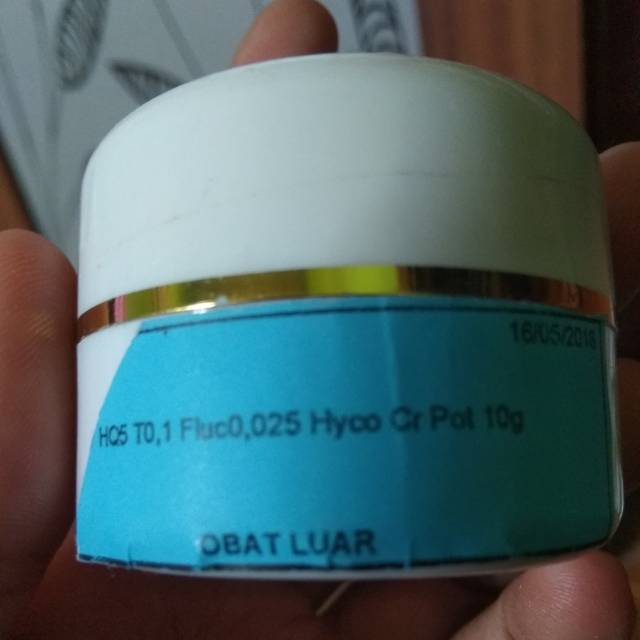 16/05/2018
HQ5 T0,1 Fluc0,025 Hyco Cr Pot 10g
OBAT LUAR